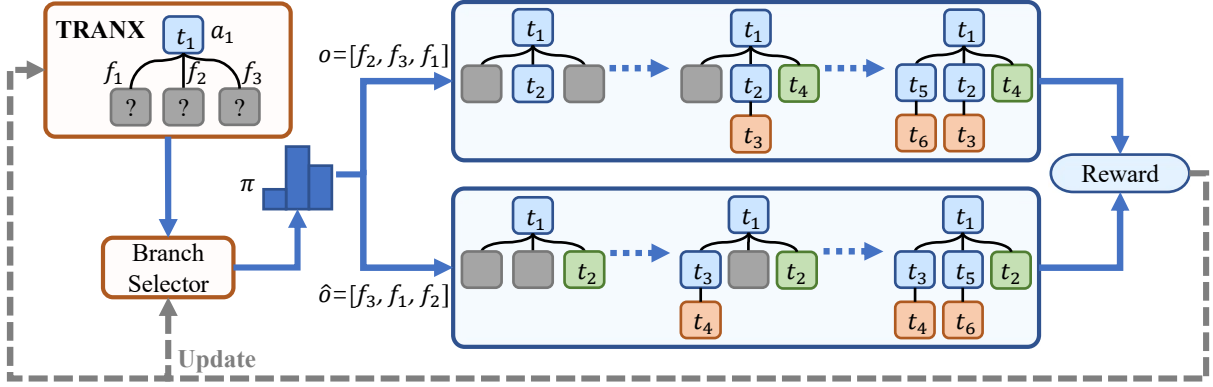 TRANX
t₁ a₁
f₁ f₂ f₃
? ? ?
Branch
Selector
π
o=[f₂, f₃, f₁]
t₁
t₂
t₁
t₂ t₄
t₃
t₁
t₅ t₂ t₄
t₆ t₃
ô=[f₃, f₁, f₂]
t₁
t₂
t₁
t₃ t₂
t₄
t₁
t₃ t₅ t₂
t₄ t₆
Reward
Update